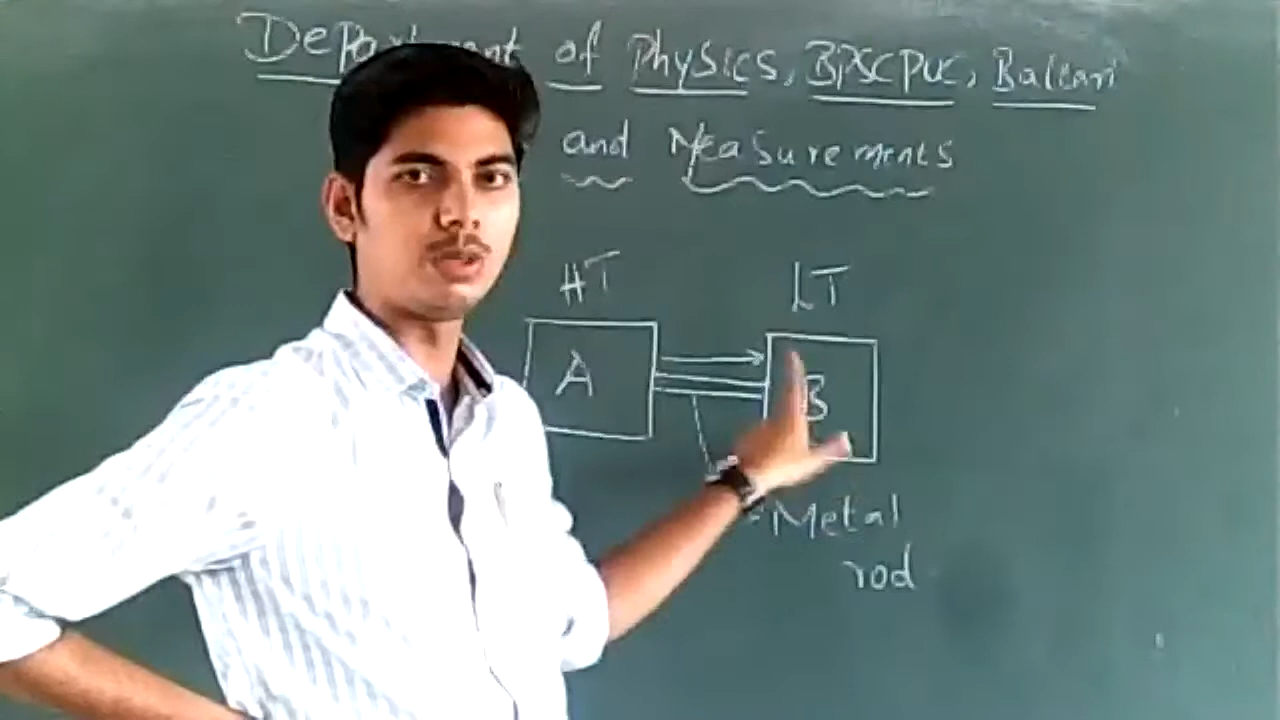 Department of Physics, BPSCPUC, Ballari
and Measurements
HT LT
A B
Metal
rod